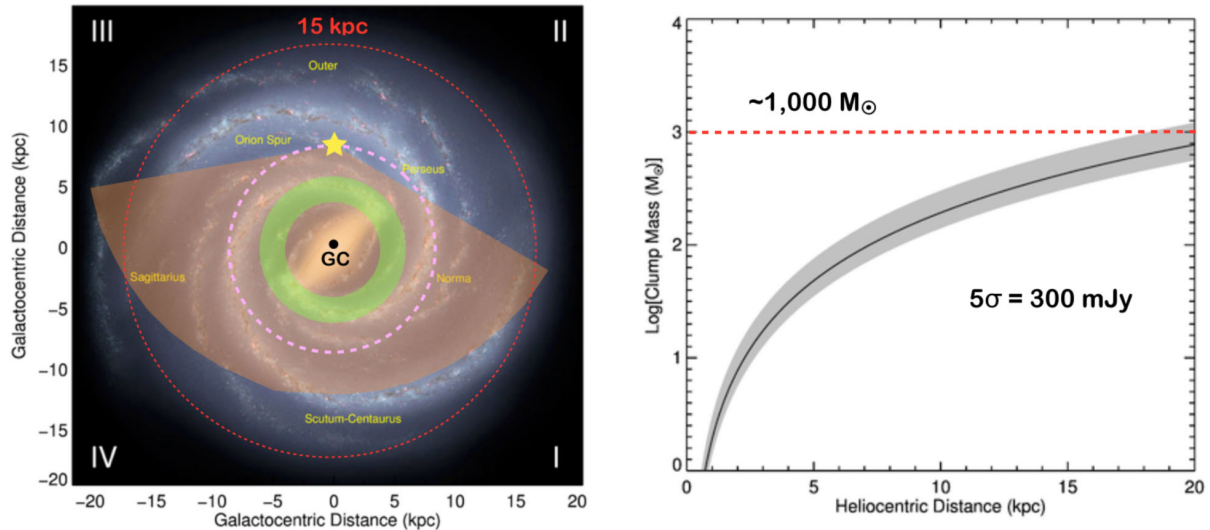 III
II
15 kpc
Outer
Orion Spur
Perseus
GC
Sagittarius
Norma
Scutum-Centaurus
IV
I
Galactocentric Distance (kpc)
15
10
5
0
−5
−10
−15
−20
−20 −15 −10 −5 0 5 10 15 20
Galactocentric Distance (kpc)
Log[Clump Mass (M⊙)]
4
3
2
1
0
~1,000 M⊙
5σ = 300 mJy
0 5 10 15 20
Heliocentric Distance (kpc)